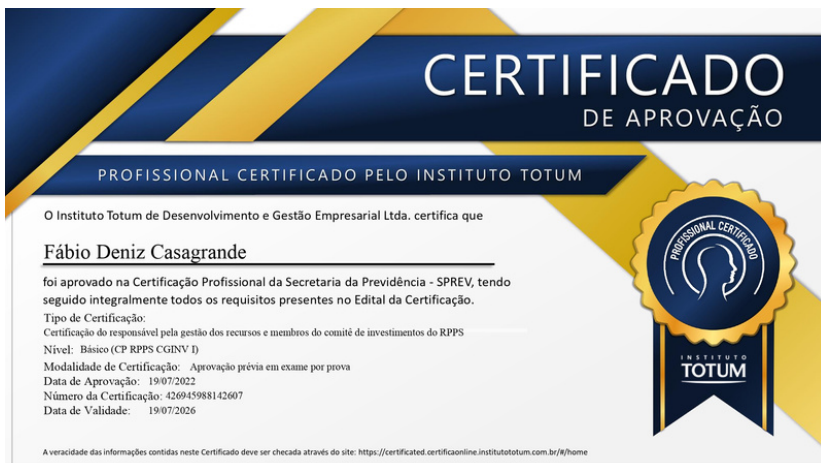 CERTIFICADO
DE APROVAÇÃO
PROFISSIONAL CERTIFICADO PELO INSTITUTO TOTUM
O Instituto Totum de Desenvolvimento e Gestão Empresarial Ltda. certifica que
Fábio Deniz Casagrande
foi aprovado na Certificação Profissional da Secretaria da Previdência - SPREV, tendo
seguido integralmente todos os requisitos presentes no Edital da Certificação.
Tipo de Certificação:
Certificação do responsável pela gestão dos recursos e membros do comitê de investimentos do RPPS
Nível: Básico (CP RPPS CGINV I)
Modalidade de Certificação: Aprovação prévia em exame por prova
Data de Aprovação: 19/07/2022
Número da Certificação: 426945988142607
Data de Validade: 19/07/2026
PROFISSIONAL CERTIFICADO
INSTITUTO
TOTUM
A veracidade das informações contidas neste Certificado deve ser checada através do site: https://certificated.certificaonline.institutototum.com.br/#/home